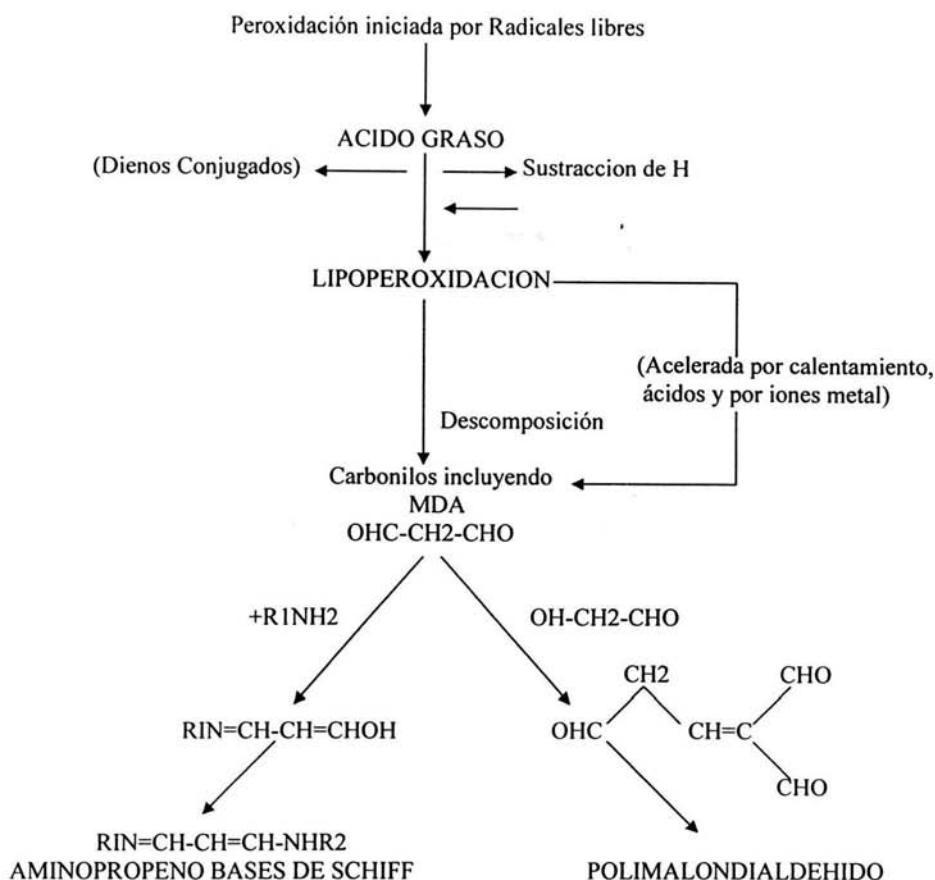 Peroxidación iniciada por Radicales libres
ACIDO GRASO
(Dienos Conjugados)
Sustraccion de H
LIPOPEROXIDACION
(Acelerada por calentamiento,
ácidos y por iones metal)
Descomposición
Carbonilos incluyendo
MDA
OHC-CH2-CHO
+R1NH2
OH-CH2-CHO
CH2
CHO
RIN=CH-CH=CHOH
OHC
CH=C
CHO
RIN=CH-CH=CH-NHR2
AMINOPROPENO BASES DE SCHIFF
POLIMALONDIALDEHIDO